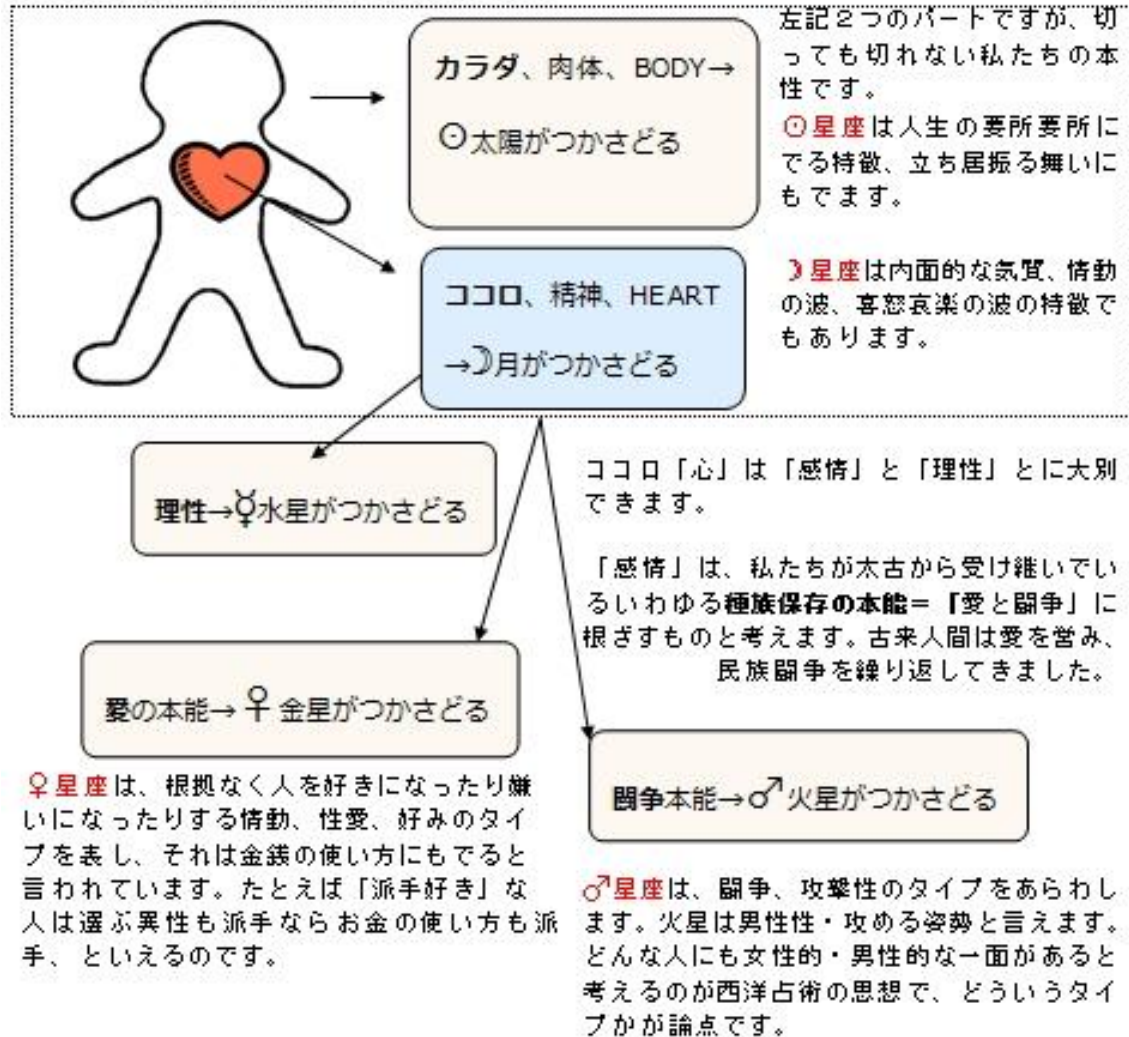 カラダ、肉体、BODY→
☉太陽がつかさどる
左記２つのパートですが、切
っても切れない私たちの本
性です。
☉星座は人生の要所要所に
でる特徴、立ち居振る舞いに
もでます。
ココロ、精神、HEART
→☽月がつかさどる
☽星座は内面的な気質、情動
の波、喜怒哀楽の波の特徴で
もあります。
理性→☿水星がつかさどる
ココロ「心」は「感情」と「理性」とに大別
できます。
「感情」は、私たちが太古から受け継いでい
るいわゆる種族保存の本能＝「愛と闘争」に
根ざすものと考えます。古来人間は愛を営み、
民族闘争を繰り返してきました。
愛の本能→♀金星がつかさどる
♀星座は、根拠なく人を好きになったり嫌
いになったりする情動、性愛、好みのタイ
プを表し、それは金銭の使い方にもでると
言われています。たとえば「派手好き」な
人は選ぶ異性も派手ならお金の使い方も派
手、といえるのです。
闘争本能→♂火星がつかさどる
♂星座は、闘争、攻撃性のタイプをあらわし
ます。火星は男性性・攻める姿勢と言えます。
どんな人にも女性的・男性的な一面があると
考えるのが西洋占術の思想で、どういうタイ
プかが論点です。